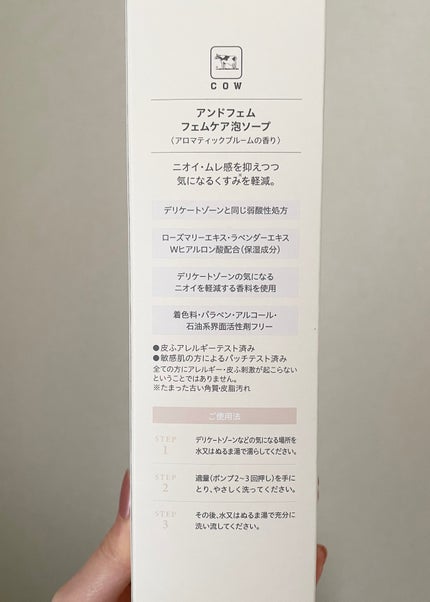 COW
アンドフェム
フェムケア泡ソープ
（アロマティックブルームの香り）
ニオイ・ムレ感を抑えつつ
気になるくすみ※を軽減。
デリケートゾーンと同じ弱酸性処方
ローズマリーエキス・ラベンダーエキス
Wヒアルロン酸配合（保湿成分）
デリケートゾーンの気になる
ニオイを軽減する香料を使用
着色料・パラベン・アルコール・
石油系界面活性剤フリー
●皮ふアレルギーテスト済み
●敏感肌の方によるパッチテスト済み
全ての方にアレルギー・皮ふ刺激が起こらない
ということではありません。
※たまった古い角質・皮脂汚れ
ご使用法
STEP
1
デリケートゾーンなどの気になる場所を
水又はぬるま湯で濡らしてください。
STEP
2
適量（ポンプ2〜3回押し）を手に
とり、やさしく洗ってください。
STEP
3
その後、水又はぬるま湯で充分に
洗い流してください。